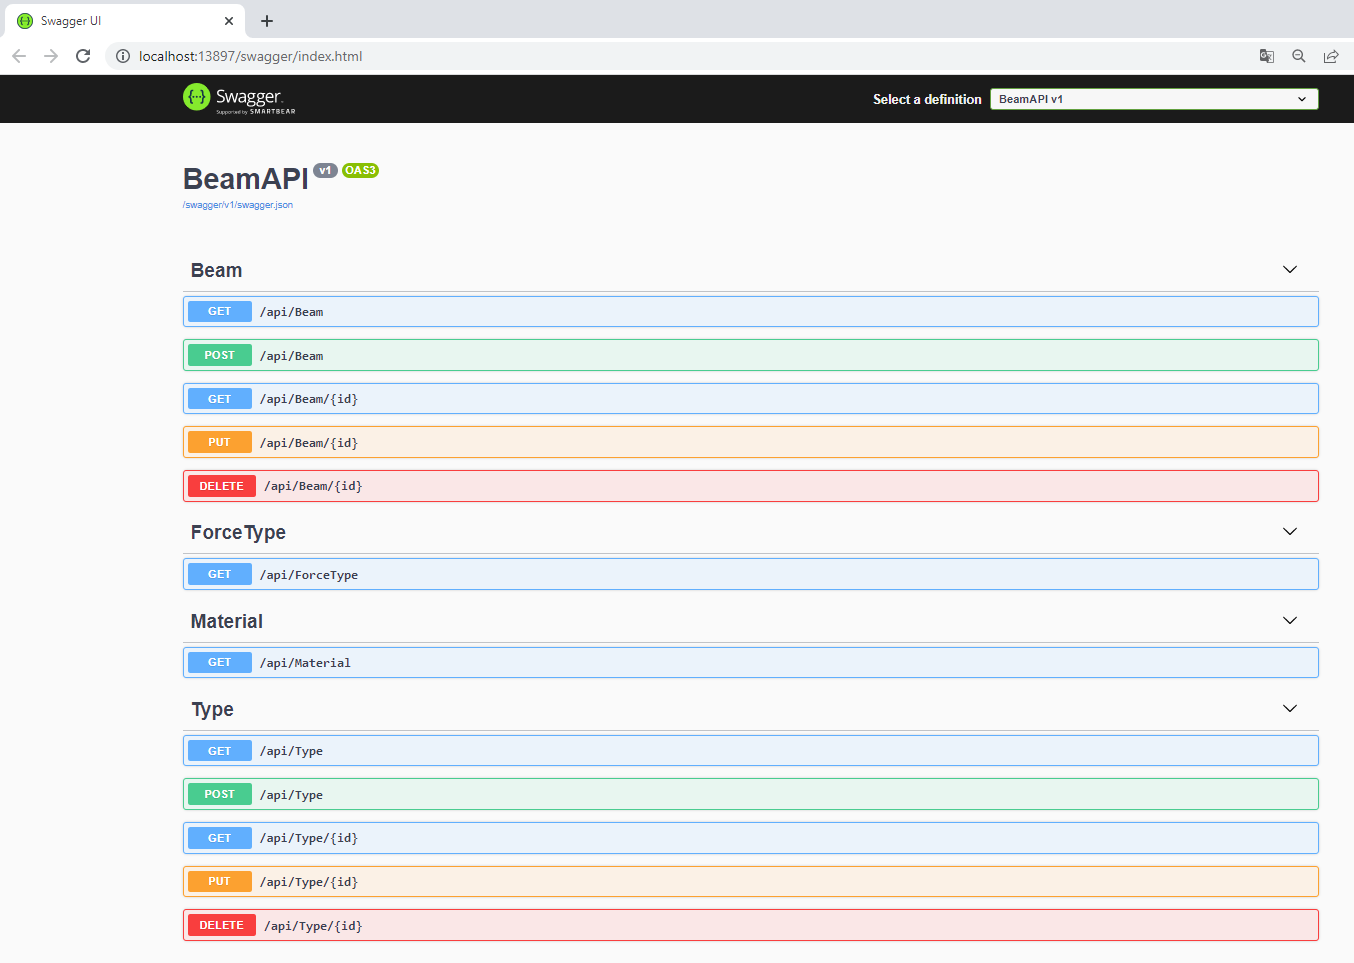 Swagger UI
localhost:13897/swagger/index.html
Swagger.
Supported by SMARTBEAR
Select a definition
BeamAPI v1
BeamAPI v1 OAS3
/swagger/v1/swagger.json
Beam
GET /api/Beam
POST /api/Beam
GET /api/Beam/{id}
PUT /api/Beam/{id}
DELETE /api/Beam/{id}
ForceType
GET /api/ForceType
Material
GET /api/Material
Type
GET /api/Type
POST /api/Type
GET /api/Type/{id}
PUT /api/Type/{id}
DELETE /api/Type/{id}